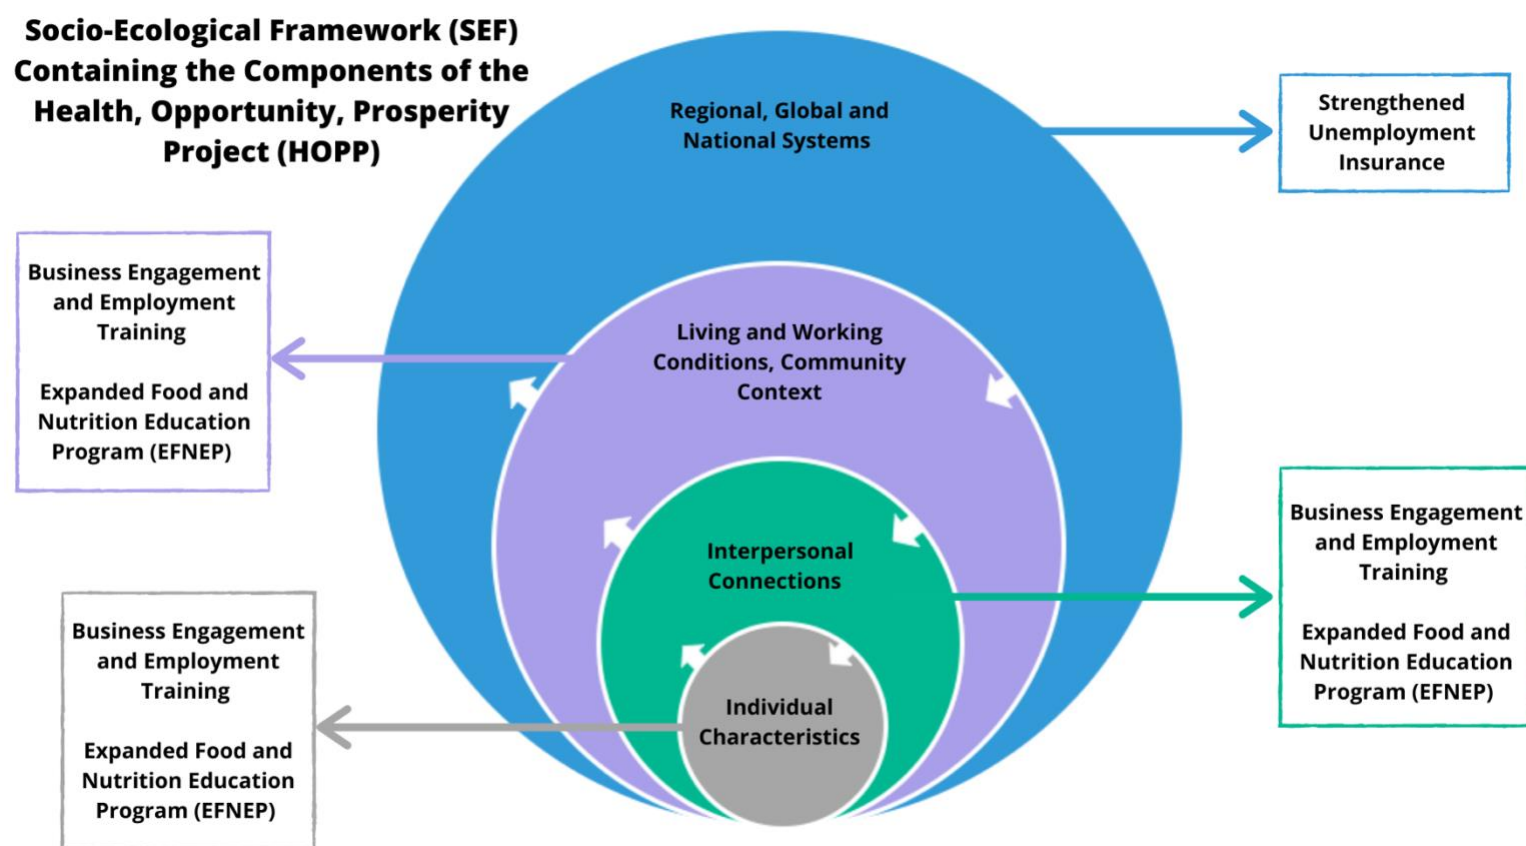 Socio-Ecological Framework (SEF)
Containing the Components of the
Health, Opportunity, Prosperity
Project (HOPP)
Regional, Global and
National Systems
Strengthened
Unemployment
Insurance
Business Engagement
and Employment
Training
Expanded Food and
Nutrition Education
Program (EFNEP)
Living and Working
Conditions, Community
Context
Interpersonal
Connections
Business Engagement
and Employment
Training
Expanded Food and
Nutrition Education
Program (EFNEP)
Business Engagement
and Employment
Training
Expanded Food and
Nutrition Education
Program (EFNEP)
Individual
Characteristics